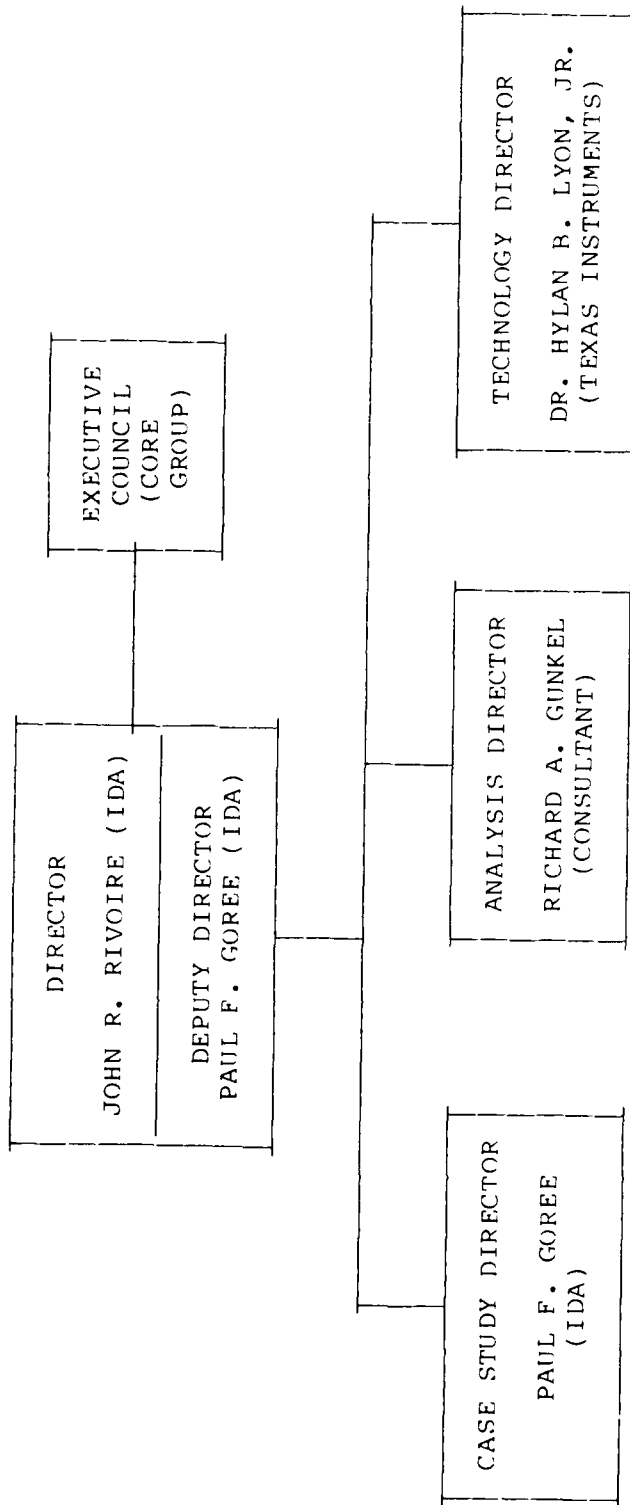 DIRECTOR
JOHN R. RIVOIRE (IDA)
DEPUTY DIRECTOR
PAUL F. GOREE (IDA)
EXECUTIVE
COUNCIL
(CORE
GROUP)
CASE STUDY DIRECTOR
PAUL F. GOREE
(IDA)
ANALYSIS DIRECTOR
RICHARD A. GUNKEL
(CONSULTANT)
TECHNOLOGY DIRECTOR
DR. HYLAN B. LYON, JR.
(TEXAS INSTRUMENTS)